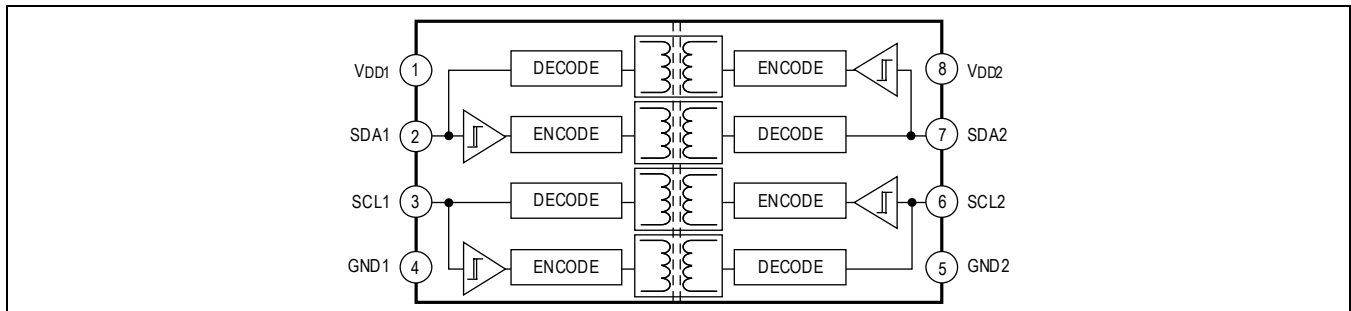 VDD1 1 DECODE ENCODE 8 VDD2
SDA1 2 ENCODE DECODE 7 SDA2
SCL1 3 DECODE ENCODE 6 SCL2
GND1 4 ENCODE DECODE 5 GND2